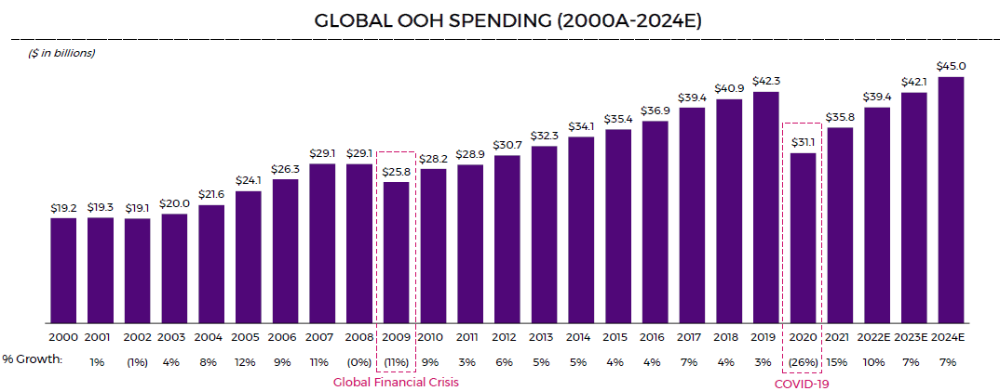 GLOBAL OOH SPENDING (2000A-2024E)
($ in billions)
$19.2 $19.3 $19.1 $20.0 $21.6 $24.1 $26.3 $29.1 $29.1 $25.8 $28.2 $28.9 $30.7 $32.3 $34.1 $35.4 $36.9 $39.4 $40.9 $42.3 $31.1 $35.8 $39.4 $42.1 $45.0
2000 2001 2002 2003 2004 2005 2006 2007 2008 2009 2010 2011 2012 2013 2014 2015 2016 2017 2018 2019 2020 2021 2022E 2023E 2024E
% Growth: 1% (1%) 4% 8% 12% 9% 11% (0%) (11%) 9% 3% 6% 5% 5% 4% 4% 7% 4% 3% (26%) 15% 10% 7% 7%
Global Financial Crisis COVID-19